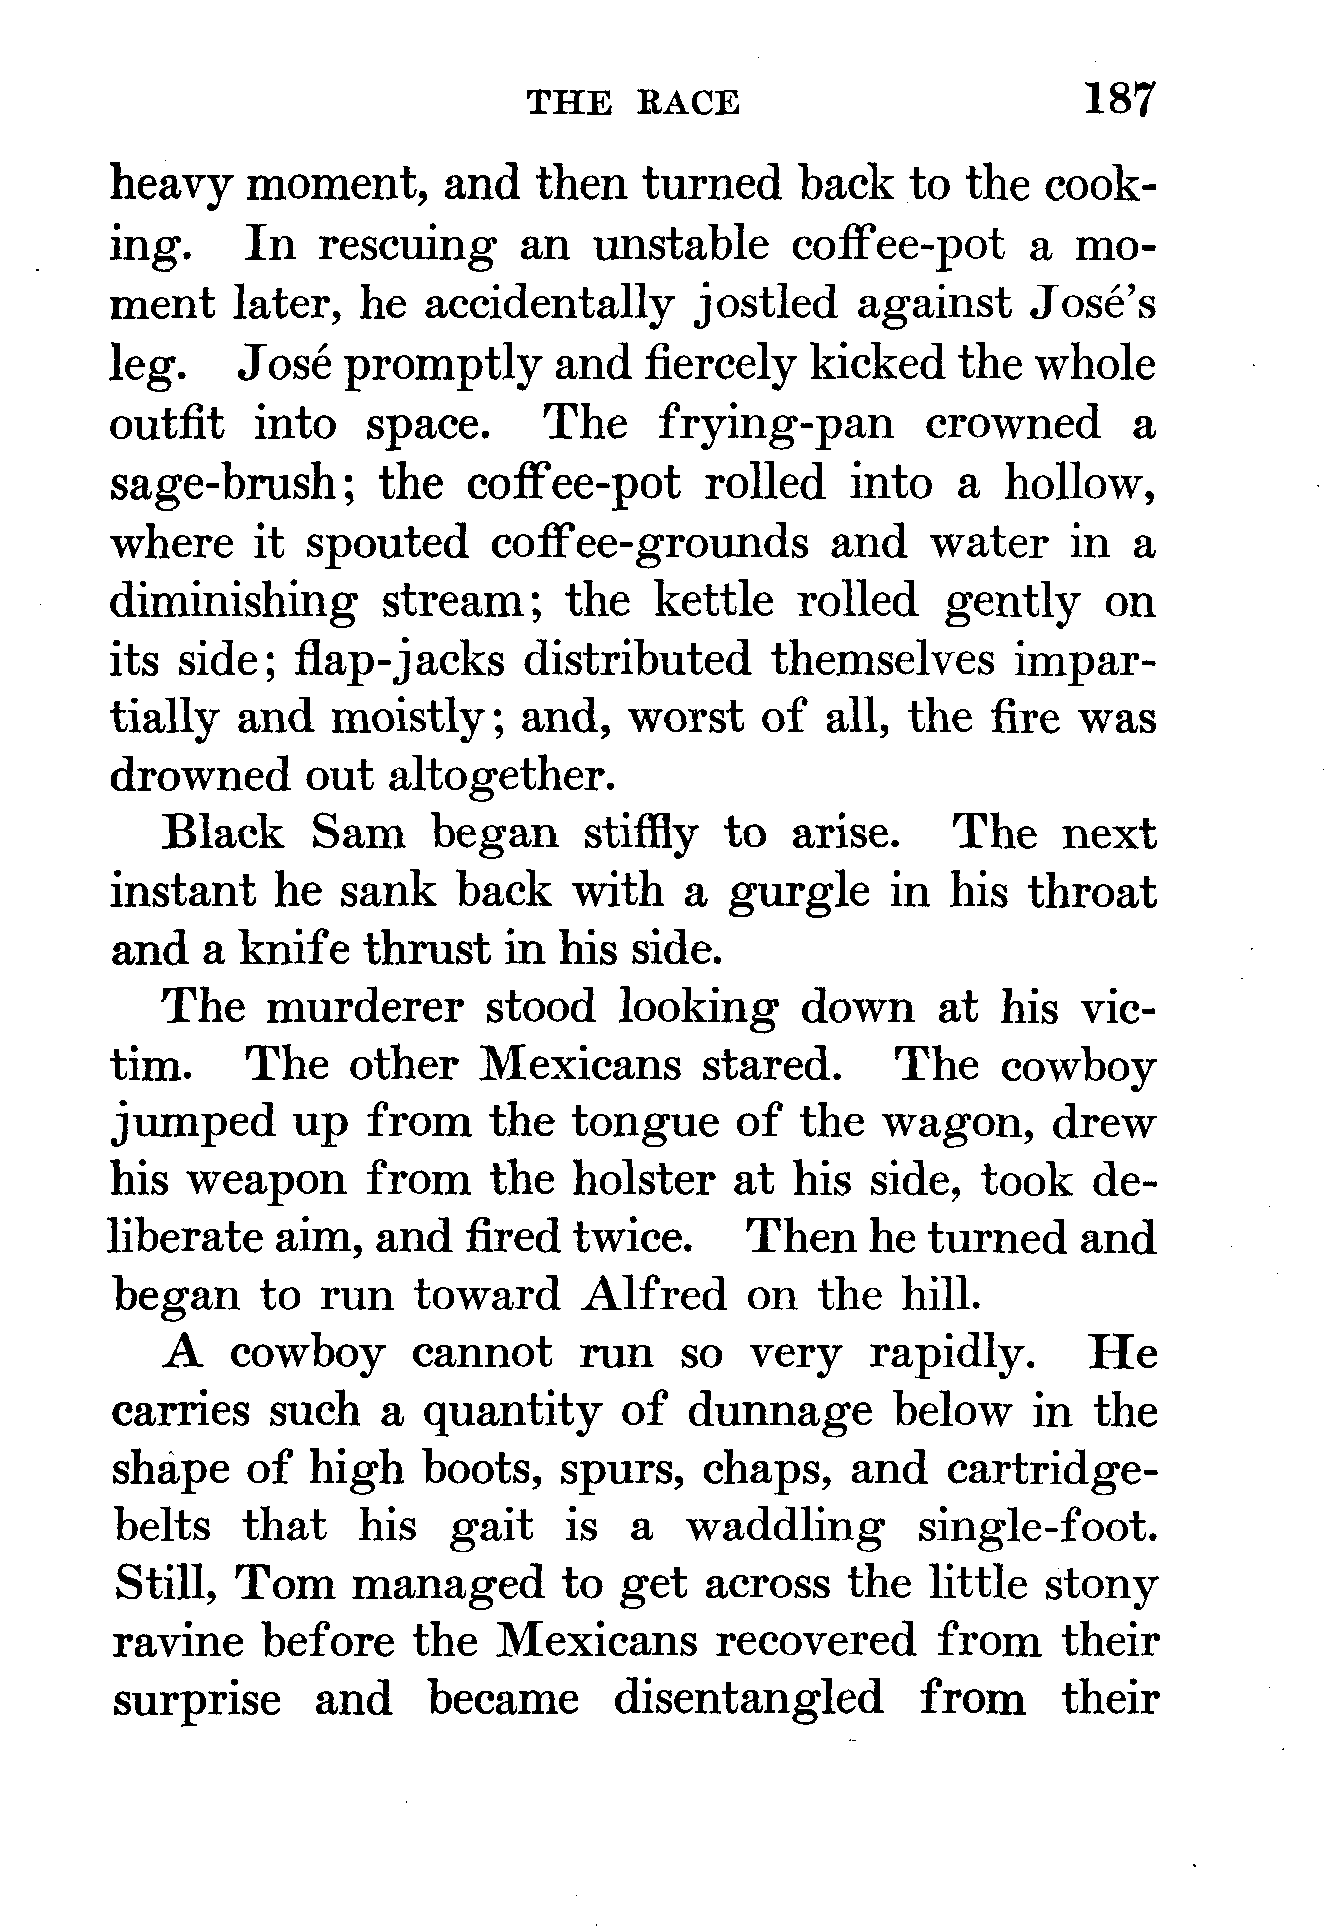 THE RACE 187
heavy moment, and then turned back to the cook-
ing. In rescuing an unstable coffee-pot a mo-
ment later, he accidentally jostled against José's
leg. José promptly and fiercely kicked the whole
outfit into space. The frying-pan crowned a
sage-brush; the coffee-pot rolled into a hollow,
where it spouted coffee-grounds and water in a
diminishing stream; the kettle rolled gently on
its side; flap-jacks distributed themselves impar-
tially and moistly; and, worst of all, the fire was
drowned out altogether.
Black Sam began stiffly to arise. The next
instant he sank back with a gurgle in his throat
and a knife thrust in his side.
The murderer stood looking down at his vic-
tim. The other Mexicans stared. The cowboy
jumped up from the tongue of the wagon, drew
his weapon from the holster at his side, took de-
liberate aim, and fired twice. Then he turned and
began to run toward Alfred on the hill.
A cowboy cannot run so very rapidly. He
carries such a quantity of dunnage below in the
shape of high boots, spurs, chaps, and cartridge-
belts that his gait is a waddling single-foot.
Still, Tom managed to get across the little stony
ravine before the Mexicans recovered from their
surprise and became disentangled from their